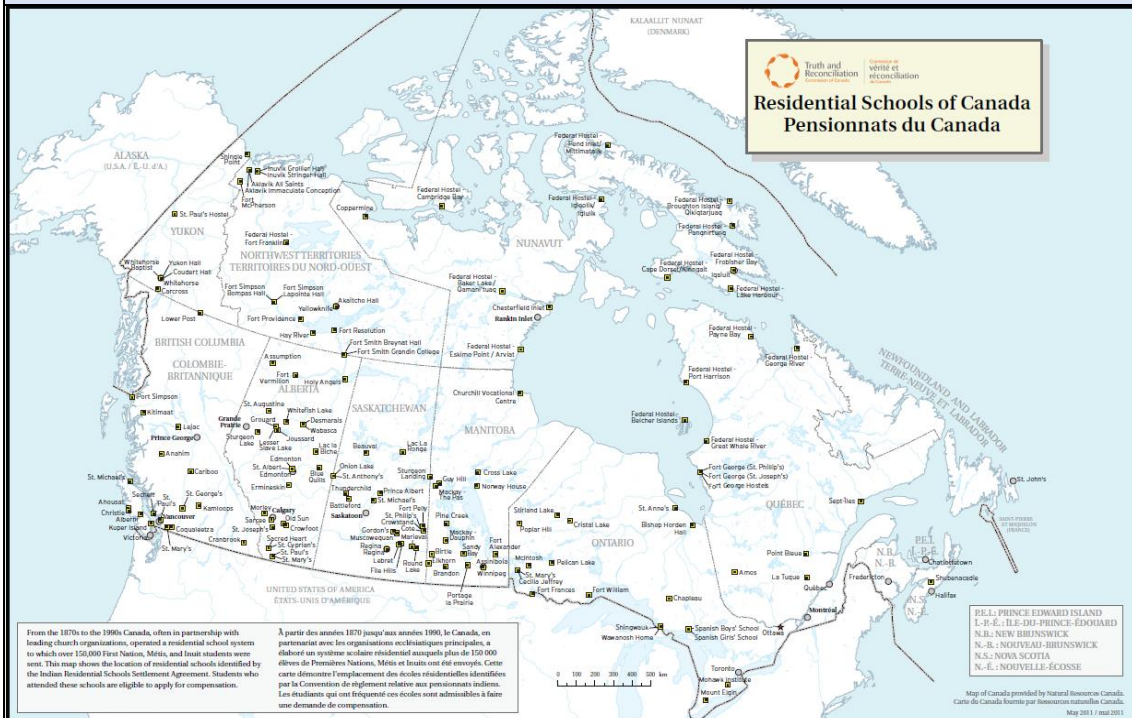 KALAALLIT NUNAAT
(DENMARK)
Truth and
Reconciliation
Commission of Canada
Commission de
vérité et
réconciliation
du Canada
Residential Schools of Canada
Pensionnats du Canada
ALASKA
(U.S.A. / É.-U. d'A.)
Shingle
Point
Inuvik Grollier Hall
Inuvik Stringer Hall
Aklavik All Saints
Aklavik Immaculate Conception
Fort
McPherson
St. Paul's Hostel
YUKON
Coppermine
Federal Hostel -
Cambridge Bay
Federal Hostel -
Pond Inlet/
Mittimatalik
Federal Hostel -
Igloolik/
Iglulik
Federal Hostel -
Broughton Island/
Qikiqtarjuaq
Federal Hostel -
Pangnirtung
Federal Hostel -
Fort Franklin
NORTHWEST TERRITORIES
TERRITOIRES DU NORD-OUEST
NUNAVUT
Federal Hostel -
Frobisher Bay
Iqaluit
Federal Hostel -
Cape Dorset/Kinngait
Federal Hostel -
Lake Harbour
Whitehorse
Baptist
Yukon Hall
Coudert Hall
Whitehorse
Carcross
Federal Hostel -
Baker Lake/
Qamani'tuaq
Fort Simpson
Bompas Hall
Fort Simpson
Lapointe Hall
Akaitcho Hall
Yellowknife
Chesterfield Inlet
Rankin Inlet
Lower Post
Fort Providence
Hay River
Fort Resolution
Federal Hostel -
Payne Bay
Federal Hostel -
George River
BRITISH COLUMBIA
COLOMBIE-
BRITANNIQUE
Fort Smith Breynat Hall
Fort Smith Grandin College
Federal Hostel -
Eskimo Point / Arviat
NEWFOUNDLAND AND LABRADOR
TERRE-NEUVE ET LABRADOR
Assumption
Fort
Vermilion
Holy Angels
ALBERTA
Federal Hostel -
Port Harrison
Port Simpson
Kitimaat
St. Augustine
Whitefish Lake
SASKATCHEWAN
Churchill Vocational
Centre
MANITOBA
Federal Hostel -
Belcher Islands
Lejac
Prince George
Grande
Prairie
Grouard
Desmarais
Wabasca
Sturgeon
Lake
Lesser
Slave Lake
Joussard
Federal Hostel -
Great Whale River
Anahim
Lac la
Biche
Beauval
Lac La
Ronge
Fort George (St. Philip's)
Fort George (St. Joseph's)
Fort George Hostels
Cariboo
Edmonton
St. Albert
Edmonton
Blue
Quills
Onion Lake
St. Anthony's
Sturgeon
Landing
Guy Hill
Mackay
The Pas
Cross Lake
Norway House
St. John's
St. Michael's
Ermineskin
Thunderchild
Prince Albert
St. Michael's
Battleford
Saskatoon
QUÉBEC
Sept-Îles
St. Anne's
Bishop Horden
Hall
Stirland Lake
Cristal Lake
Poplar Hill
ONTARIO
SAINT-PIERRE
ET MIQUELON
(FRANCE)
Sechelt
St.
Paul's
St. George's
Kamloops
Ahousat
Christie
Alberni
Kuper Island
Vancouver
Coqualeetza
Victoria
St. Mary's
Cranbrook
Morley
Calgary
Sarcee
Old Sun
St. Joseph's
Crowfoot
Sacred Heart
St. Cyprian's
St. Paul's
St. Mary's
Fort Pelly
St. Philip's
Crowstand
Cote
Gordon's
Muscowequan
Marieval
Regina
Regina
Lebret
File Hills
Round
Lake
Pine Creek
Mackay
Dauphin
Birtle
Sandy
Elkhorn
Brandon
Fort
Alexander
Assiniboia
Winnipeg
Portage
la Prairie
McIntosh
Pelican Lake
St. Mary's
Cecilia Jeffrey
Fort Frances
Fort William
Chapleau
Amos
Point Bleue
La Tuque
Québec
Montréal
N.B.
N.-B.
P.E.I.
Î.-P.-É.
Charlottetown
Fredericton
Shubenacadie
Halifax
N.S.
N.-É.
UNITED STATES OF AMERICA
ÉTATS-UNIS D'AMÉRIQUE
Shingwauk
Wawanosh Home
Spanish Boys' School
Spanish Girls' School
Ottawa
Toronto
Mohawk Institute
Mount Elgin
0 100 200 300 400 500 km
From the 1870s to the 1990s Canada, often in partnership with
leading church organizations, operated a residential school system
to which over 150,000 First Nation, Métis, and Inuit students were
sent. This map shows the location of residential schools identified by
the Indian Residential Schools Settlement Agreement. Students who
attended these schools are eligible to apply for compensation.
À partir des années 1870 jusqu'aux années 1990, le Canada, en
partenariat avec les organisations ecclésiastiques principales, a
élaboré un système scolaire résidentiel auxquels plus de 150 000
élèves de Premières Nations, Métis et Inuits ont été envoyés. Cette
carte démontre l'emplacement des écoles résidentielles identifiées
par la Convention de règlement relative aux pensionnats indiens.
Les étudiants qui ont fréquenté ces écoles sont admissibles à faire
une demande de compensation.
P.E.I.: PRINCE EDWARD ISLAND
Î.-P.-É.: ÎLE-DU-PRINCE-ÉDOUARD
N.B.: NEW BRUNSWICK
N.-B.: NOUVEAU-BRUNSWICK
N.S.: NOVA SCOTIA
N.-É.: NOUVELLE-ÉCOSSE
Map of Canada provided by Natural Resources Canada.
Carte du Canada fournie par Ressources naturelles Canada.
May 2011 / mai 2011